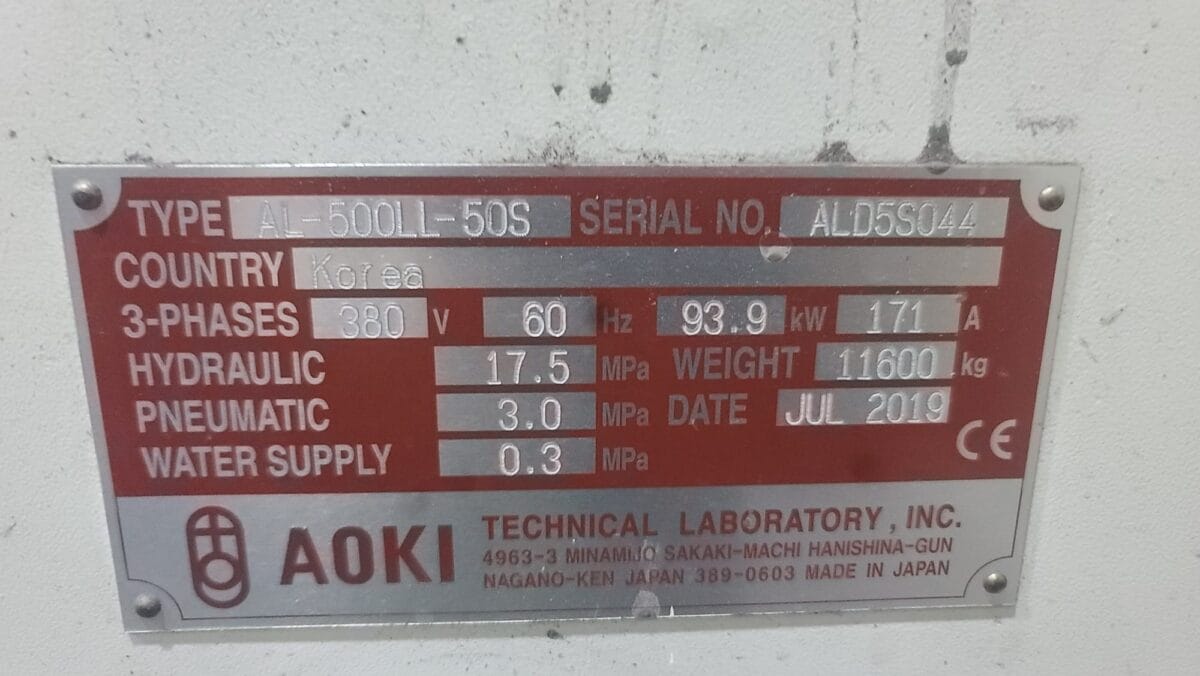 TYPE AL-500LL-50S SERIAL NO. ALD5S044
COUNTRY Korea
3-PHASES 380 V 60 Hz 93.9 kW 171 A
HYDRAULIC 17.5 MPa WEIGHT 11600 kg
PNEUMATIC 3.0 MPa DATE JUL 2019
WATER SUPPLY 0.3 MPa
CE
AOKI TECHNICAL LABORATORY, INC.
4963-3 MINAMIJO SAKAKI-MACHI HANISHINA-GUN
NAGANO-KEN JAPAN 389-0603 MADE IN JAPAN